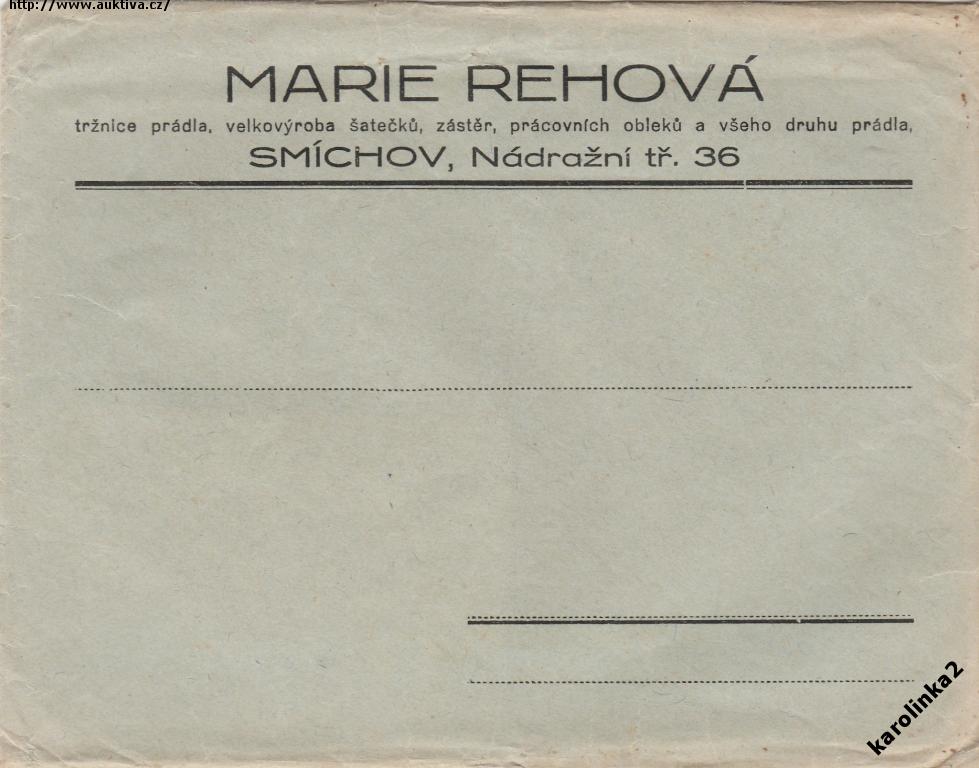 http://www.auktiva.cz/
MARIE REHOVÁ
tržnice prádla, velkovýroba šatečků, zástěr, prácovních obleků a všeho druhu prádla,
SMÍCHOV, Nádražní tř. 36
karolinka2